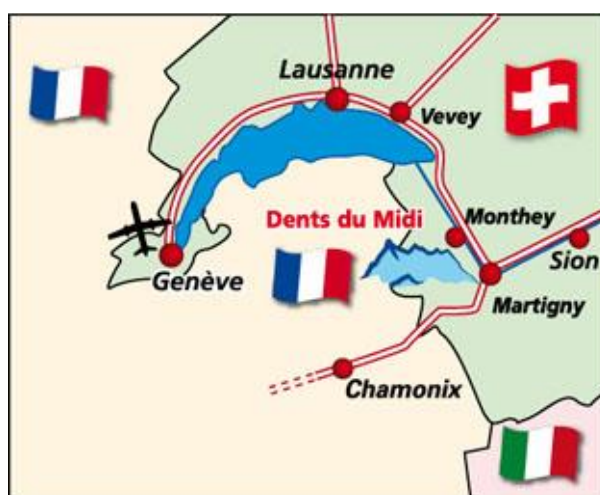 Lausanne
Vevey
Dents du Midi
Monthey
Sion
Genève
Martigny
Chamonix